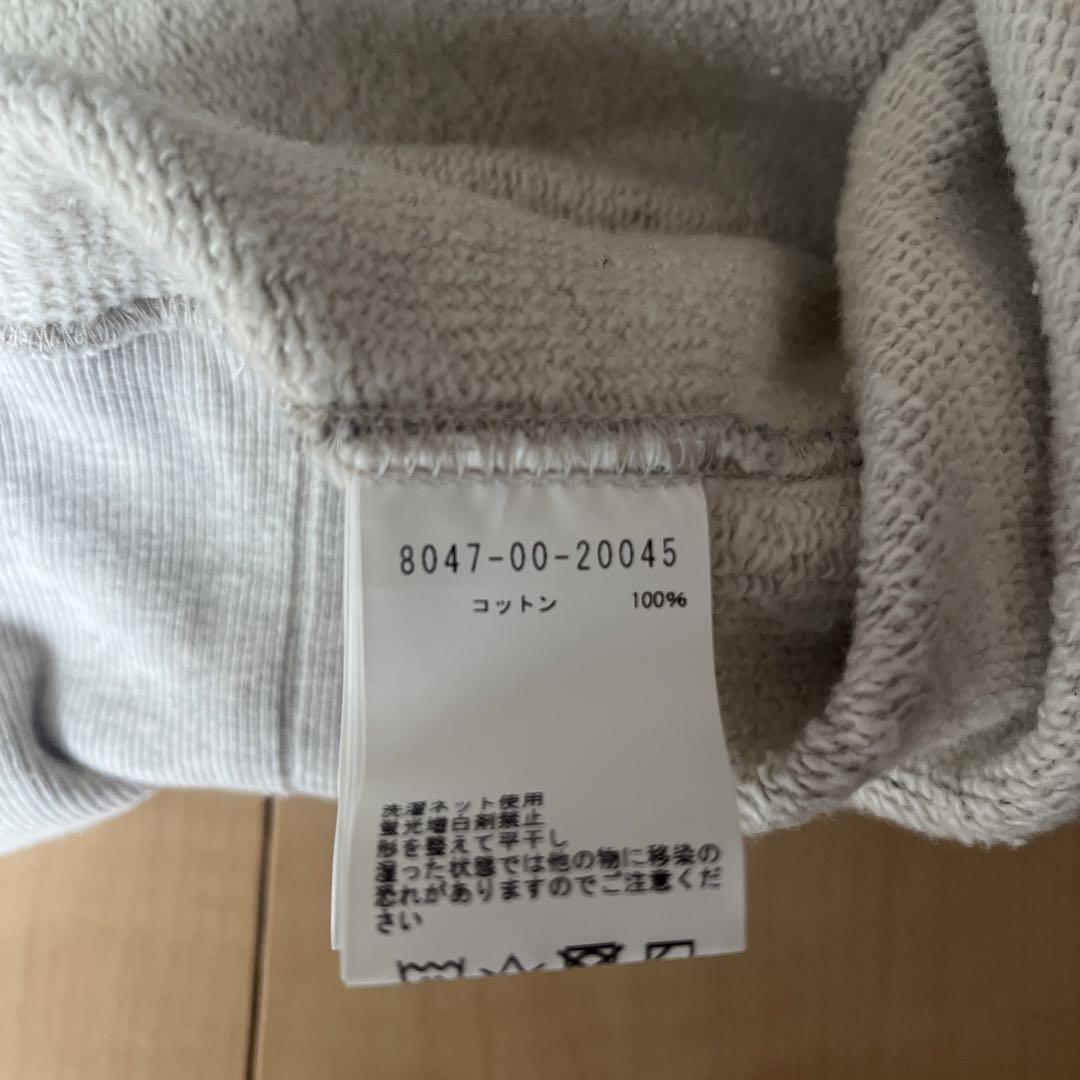 8047-00-20045
コットン 100%
洗濯ネット使用
蛍光増白剤禁止
形を整えて平干し
湿った状態では他の物に移染の
恐れがありますのでご注意くだ
さい